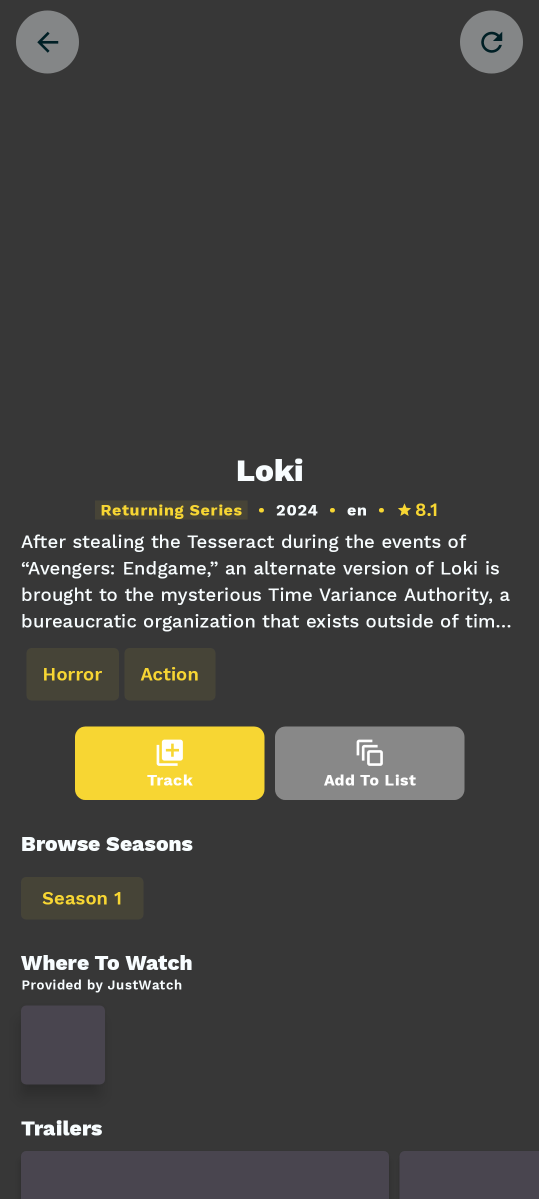 Loki
Returning Series • 2024 • en • ★ 8.1
After stealing the Tesseract during the events of
“Avengers: Endgame,” an alternate version of Loki is
brought to the mysterious Time Variance Authority, a
bureaucratic organization that exists outside of tim...
Horror Action
Track Add To List
Browse Seasons
Season 1
Where To Watch
Provided by JustWatch
Trailers